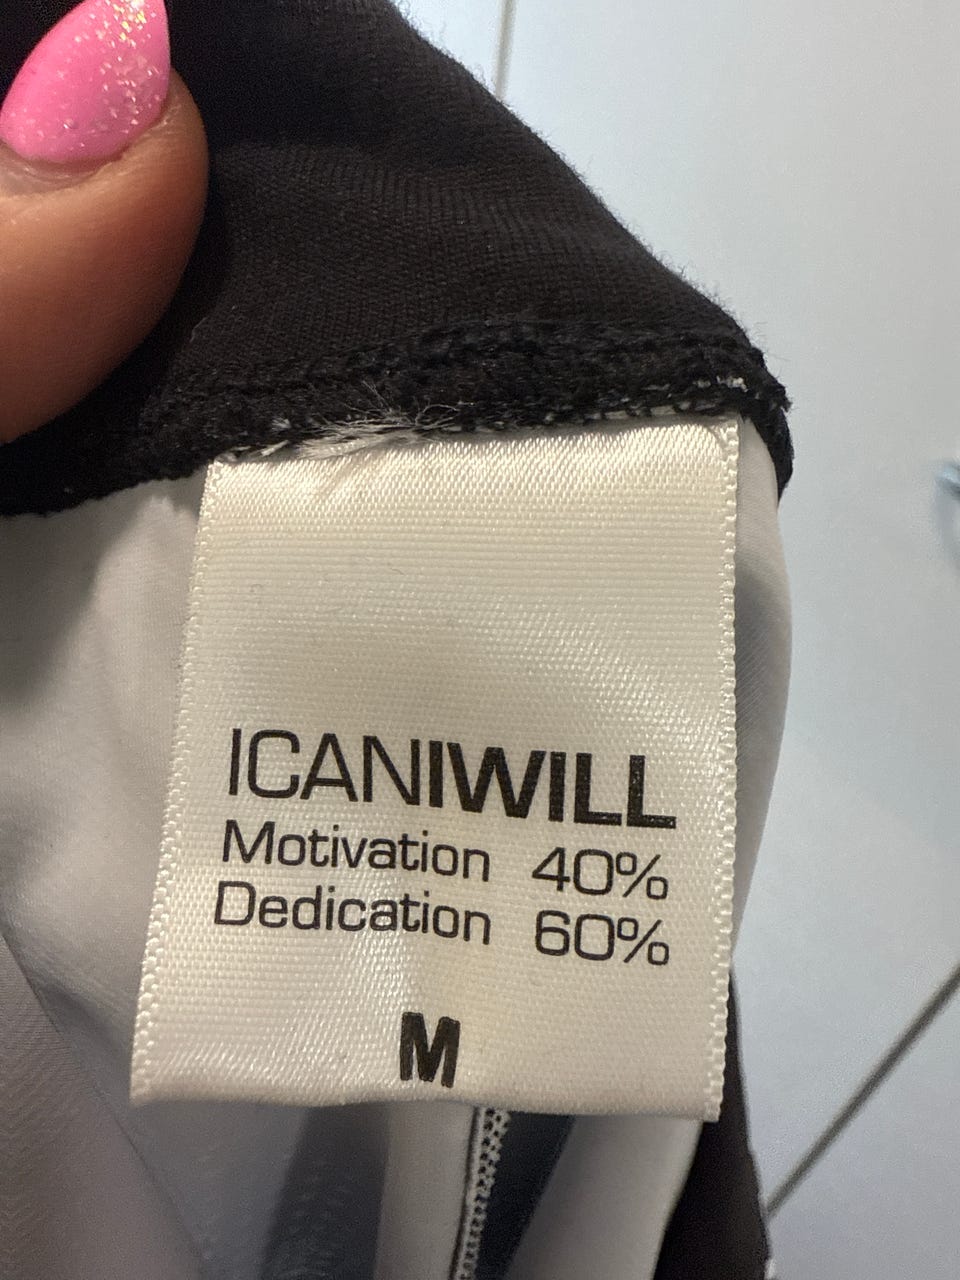 ICANIWILL
Motivation 40%
Dedication 60%
M